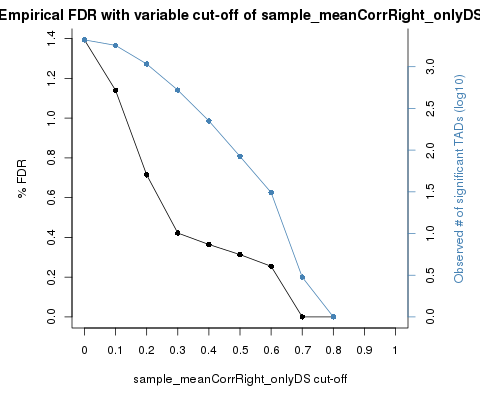 Empirical FDR with variable cut-off of sample_meanCorrRight_onlyDS
% FDR
0.0 0.2 0.4 0.6 0.8 1.0 1.2 1.4
0.0 0.5 1.0 1.5 2.0 2.5 3.0
Observed # of significant TADs (log10)
0 0.1 0.2 0.3 0.4 0.5 0.6 0.7 0.8 0.9 1
sample_meanCorrRight_onlyDS cut-off